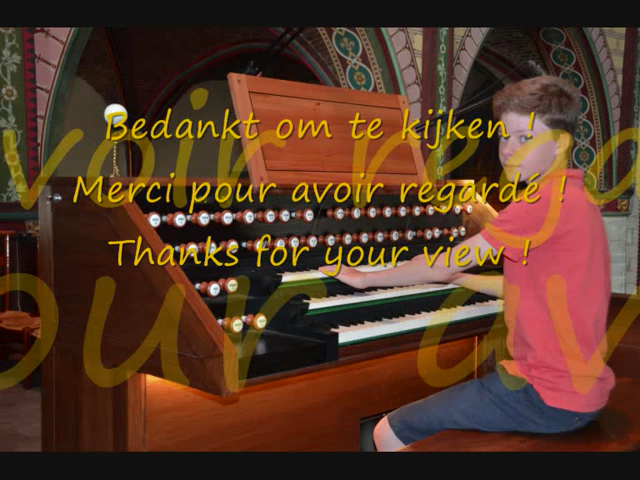 Bedankt om te kijken !
Merci pour avoir regardé !
Thanks for your view !